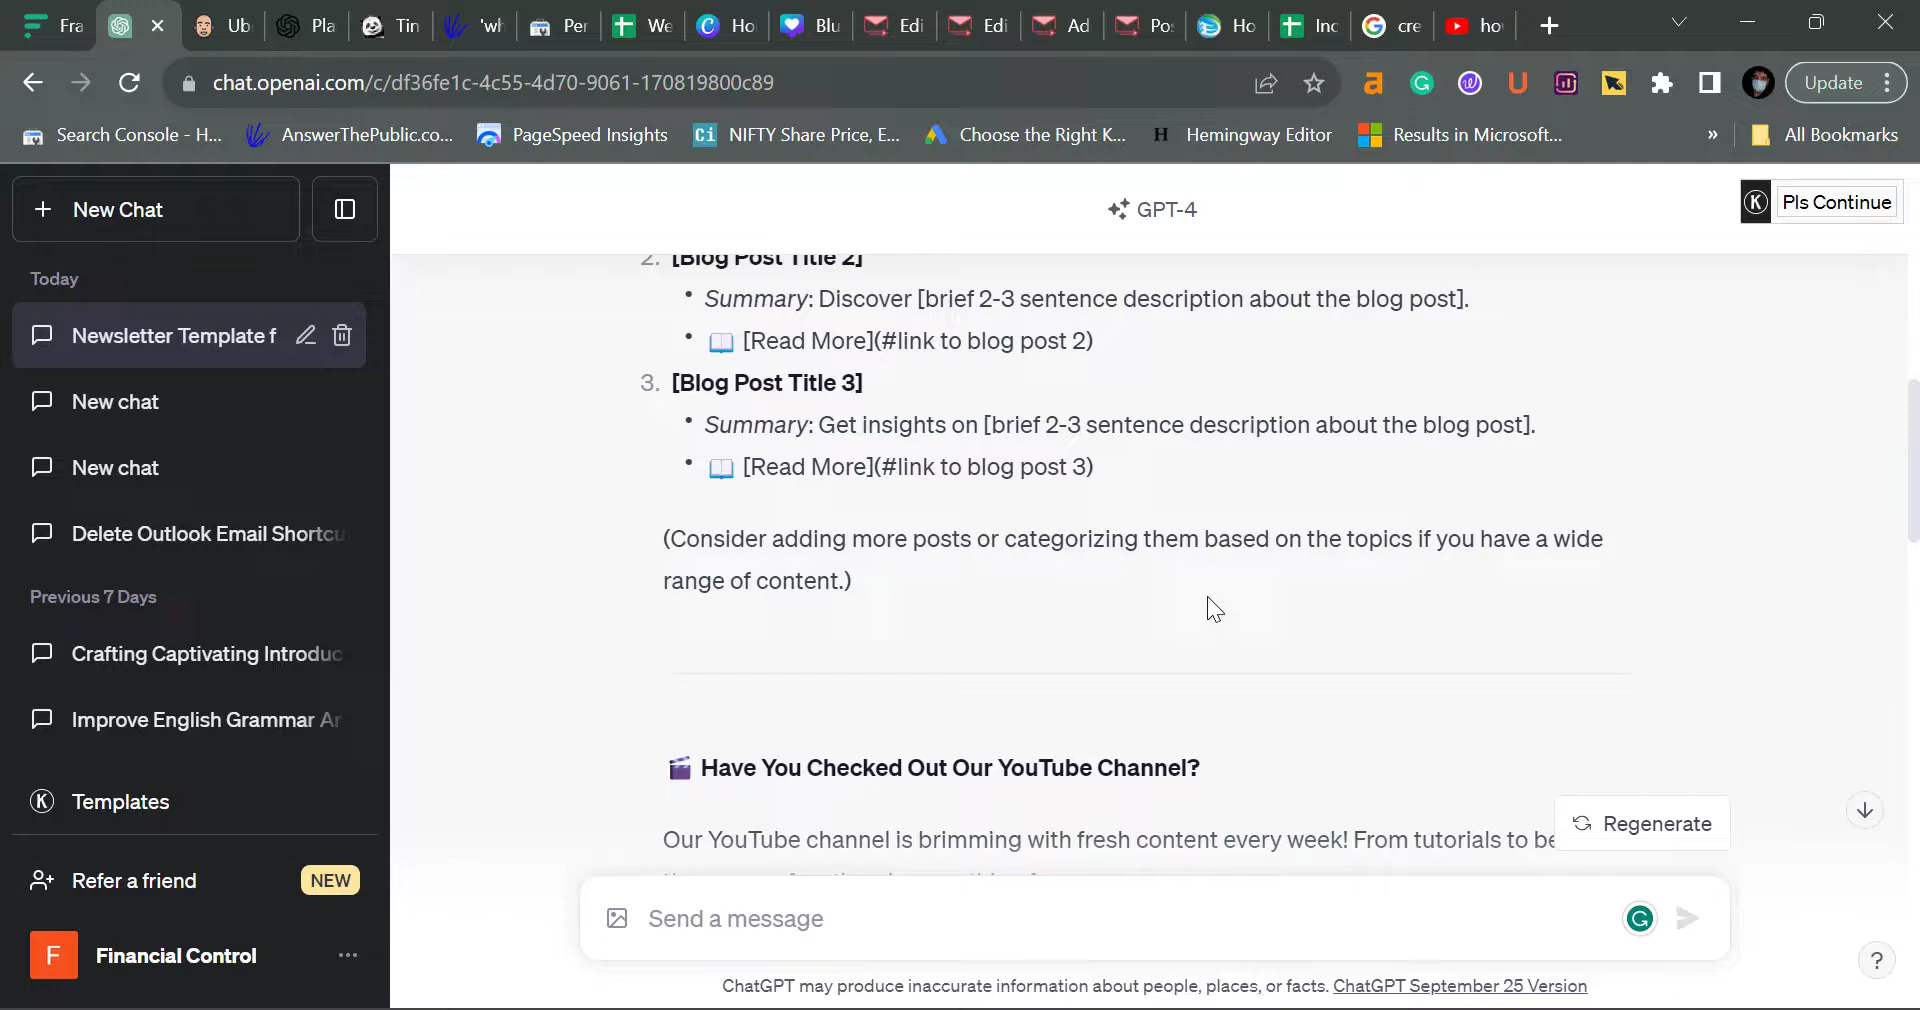 Fra
Ub
Pla
Tin
'wh
Per
We
Ho
Blu
Edi
Edi
Ad
Po
Ho
Inc
cre
ho
chat.openai.com/c/df36fe1c-4c55-4d70-9061-170819800c89
Update
Search Console - H...
AnswerThePublic.co...
PageSpeed Insights
Ci NIFTY Share Price, E...
Choose the Right K...
H Hemingway Editor
Results in Microsoft...
»
All Bookmarks
+ New Chat
GPT-4
K Pls Continue
Today
Newsletter Template f
New chat
New chat
Delete Outlook Email Shortcu
Previous 7 Days
Crafting Captivating Introduc
Improve English Grammar Ar
K Templates
Refer a friend NEW
F Financial Control ...
2. [Blog Post Title 2]
• Summary: Discover [brief 2-3 sentence description about the blog post].
• 📖 [Read More](#link to blog post 2)
3. [Blog Post Title 3]
• Summary: Get insights on [brief 2-3 sentence description about the blog post].
• 📖 [Read More](#link to blog post 3)
(Consider adding more posts or categorizing them based on the topics if you have a wide
range of content.)
🎬 Have You Checked Out Our YouTube Channel?
Our YouTube channel is brimming with fresh content every week! From tutorials to be
Regenerate
Send a message
?
ChatGPT may produce inaccurate information about people, places, or facts. ChatGPT September 25 Version